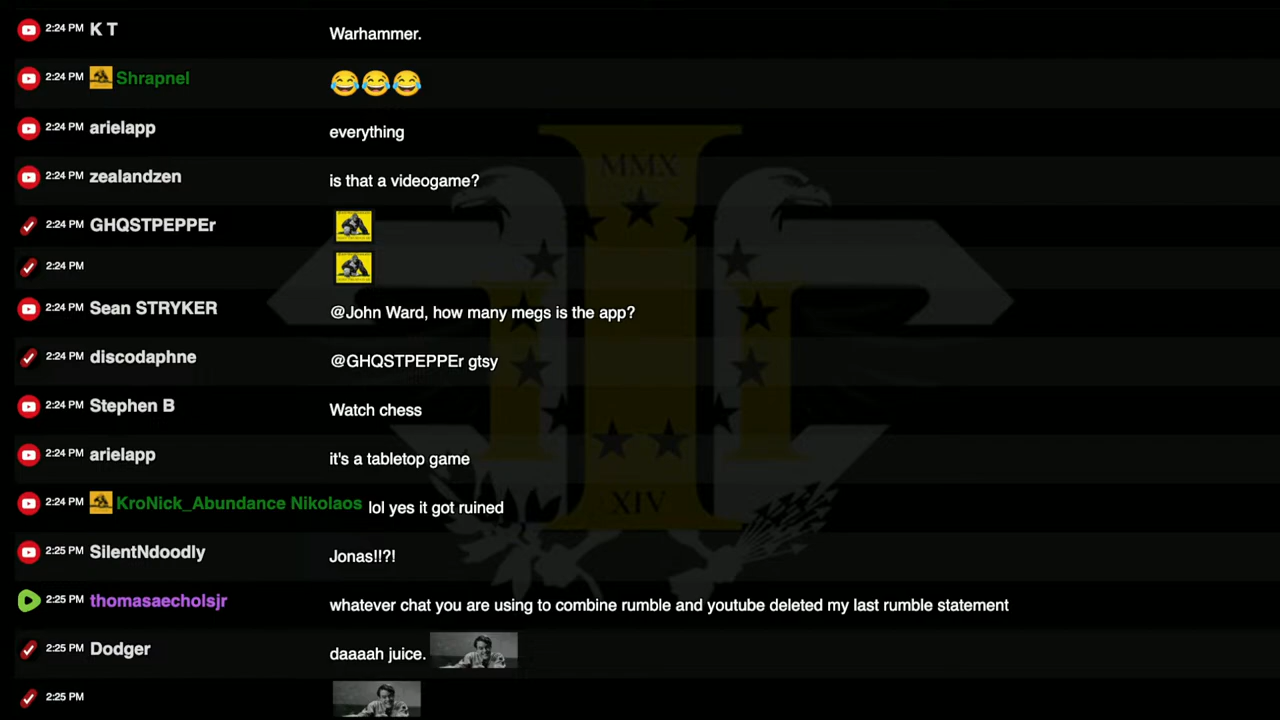 2:24 PM K T Warhammer.
2:24 PM Shrapnel 😂😂😂
2:24 PM arielapp everything
2:24 PM zealandzen is that a videogame?
2:24 PM GHQSTPEPPEr
2:24 PM
2:24 PM Sean STRYKER @John Ward, how many megs is the app?
2:24 PM discodaphne @GHQSTPEPPEr gtsy
2:24 PM Stephen B Watch chess
2:24 PM arielapp it's a tabletop game
2:24 PM KroNick_Abundance Nikolaos lol yes it got ruined
2:25 PM SilentNdoodly Jonas!!?!
2:25 PM thomasaecholsjr whatever chat you are using to combine rumble and youtube deleted my last rumble statement
2:25 PM Dodger daaaah juice.
2:25 PM
MMX
XIV